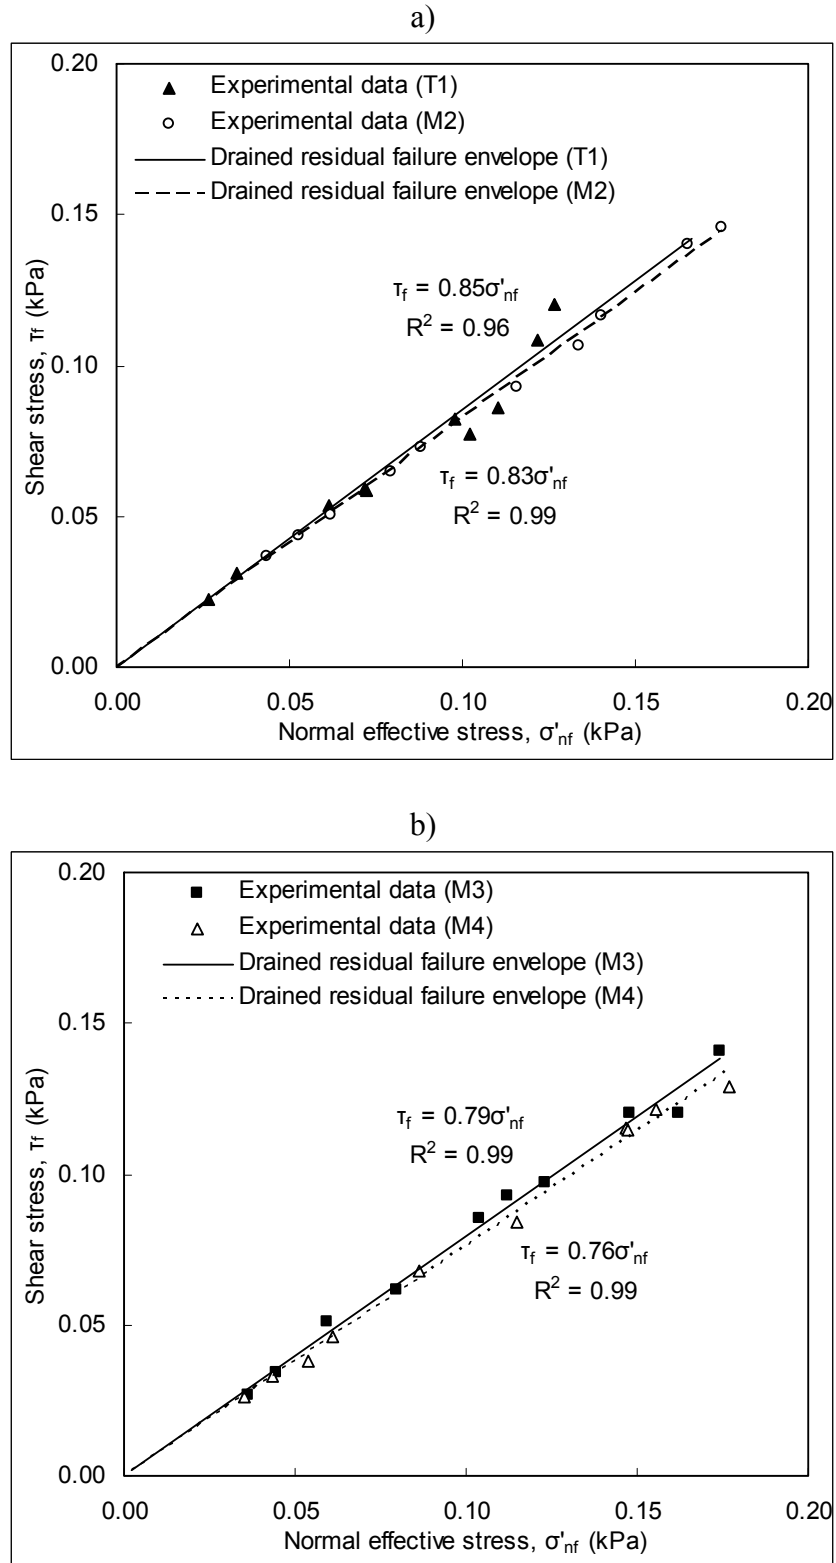 a)
0.20
Experimental data (T1)
Experimental data (M2)
Drained residual failure envelope (T1)
Drained residual failure envelope (M2)
0.15
τf = 0.85σ'nf
R² = 0.96
0.10
τf = 0.83σ'nf
R² = 0.99
0.05
0.00
Shear stress, τf (kPa)
0.00 0.05 0.10 0.15 0.20
Normal effective stress, σ'nf (kPa)
b)
0.20
Experimental data (M3)
Experimental data (M4)
Drained residual failure envelope (M3)
Drained residual failure envelope (M4)
0.15
τf = 0.79σ'nf
R² = 0.99
0.10
τf = 0.76σ'nf
R² = 0.99
0.05
0.00
Shear stress, τf (kPa)
0.00 0.05 0.10 0.15 0.20
Normal effective stress, σ'nf (kPa)